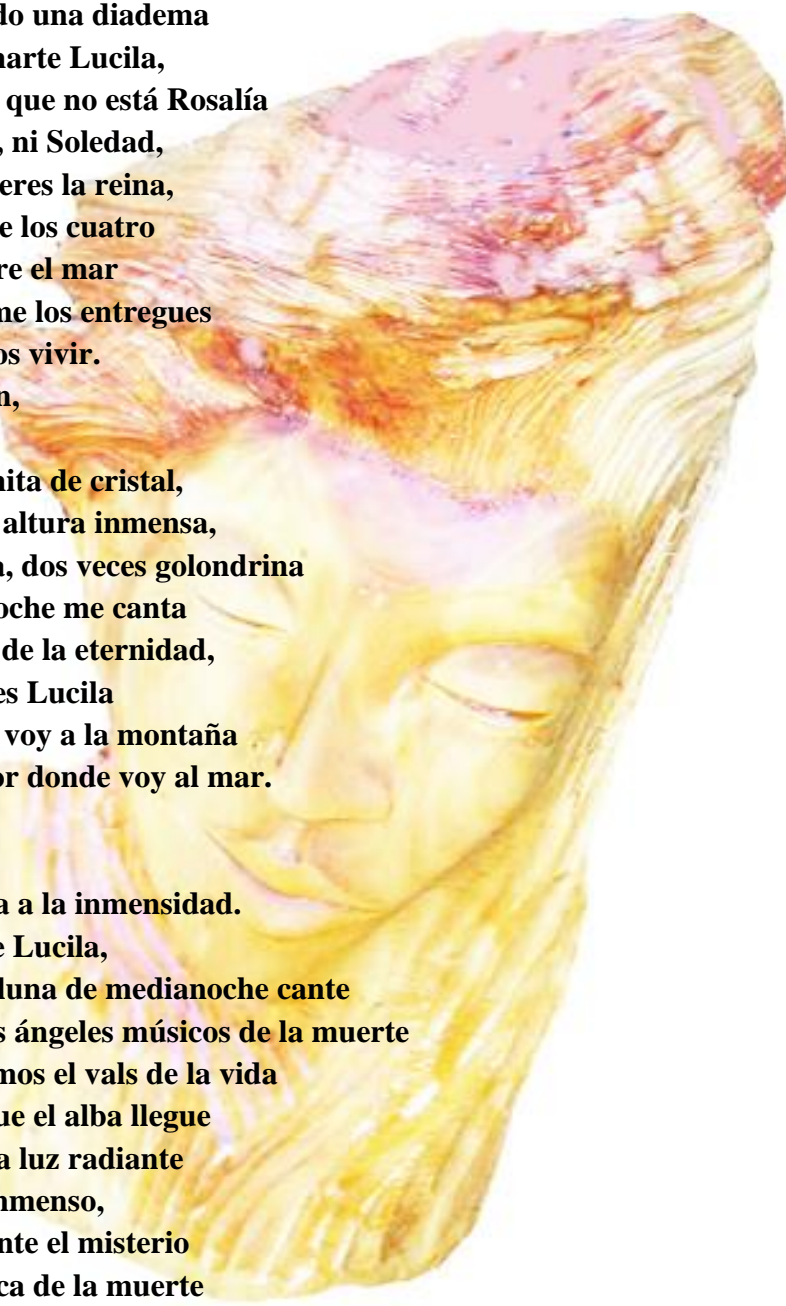 do una diadema
narte Lucila,
que no está Rosalía
, ni Soledad,
eres la reina,
e los cuatro
re el mar
me los entregues
os vivir.
n,
nita de cristal,
altura inmensa,
a, dos veces golondrina
oche me canta
de la eternidad,
es Lucila
voy a la montaña
or donde voy al mar.
a a la inmensidad.
e Lucila,
luna de medianoche cante
s ángeles músicos de la muerte
mos el vals de la vida
ue el alba llegue
a luz radiante
nmenso,
nte el misterio
ca de la muerte